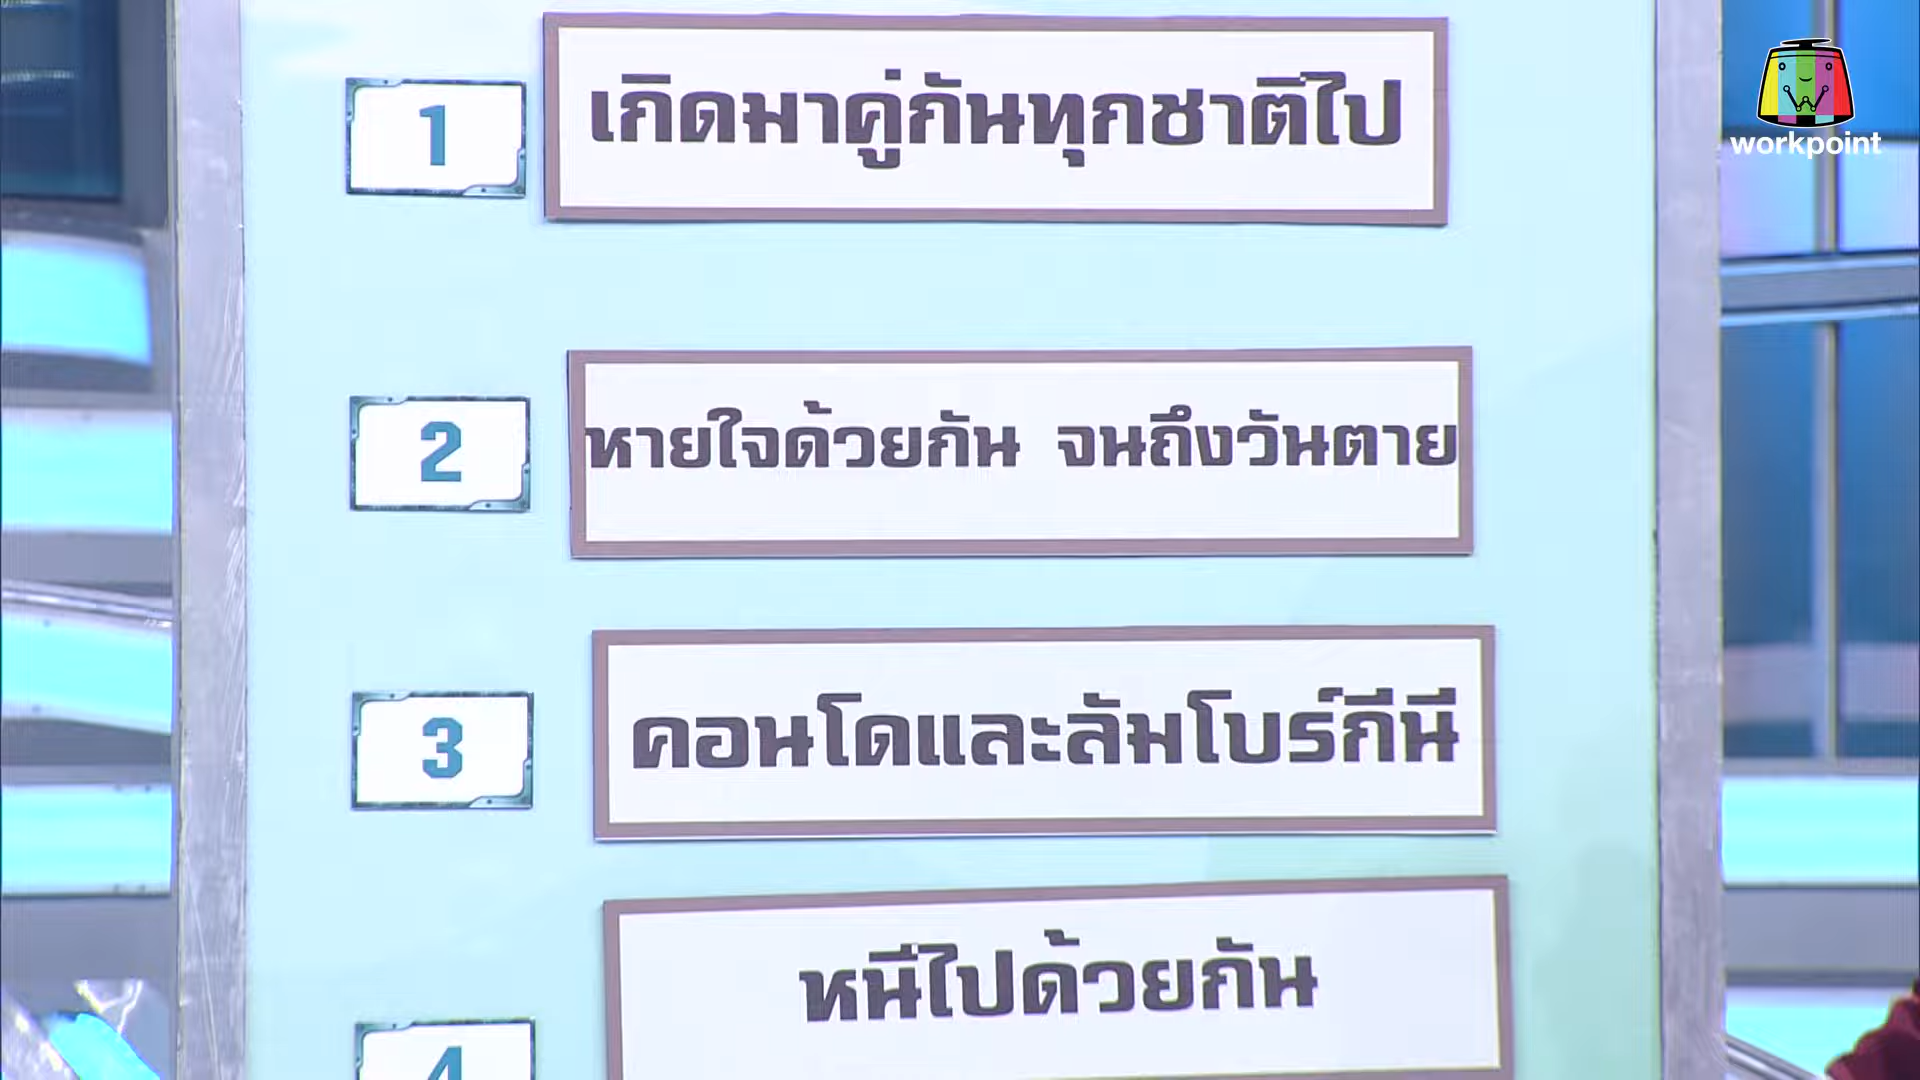 workpoint
1
เกิดมาคู่กันทุกชาติไป
2
หายใจด้วยกัน จนถึงวันตาย
3
คอนโดและลัมโบร์กีนี
4
หนีไปด้วยกัน